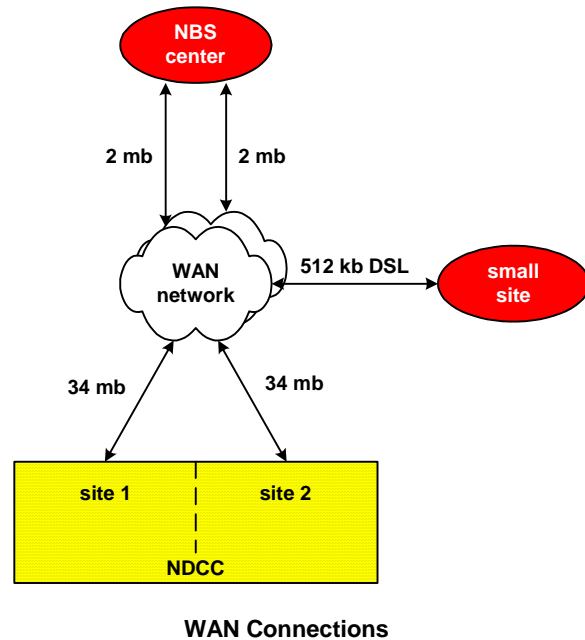 NBS
center
2 mb
2 mb
WAN
network
512 kb DSL
small
site
34 mb
34 mb
site 1
site 2
NDCC
WAN Connections